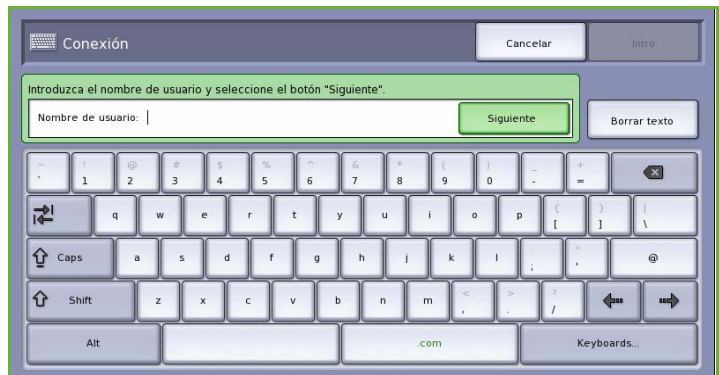 Conexión
Cancelar
Intro
Introduzca el nombre de usuario y seleccione el botón "Siguiente".
Nombre de usuario:
Siguiente
Borrar texto
~ ! @ # $ % ^ & * ( ) _ +
` 1 2 3 4 5 6 7 8 9 0 - =
q w e r t y u i o p { [ } ] | \
Caps a s d f g h j k l : ; " ' @
Shift z x c v b n m < , > . ? /
Alt .com Keyboards...